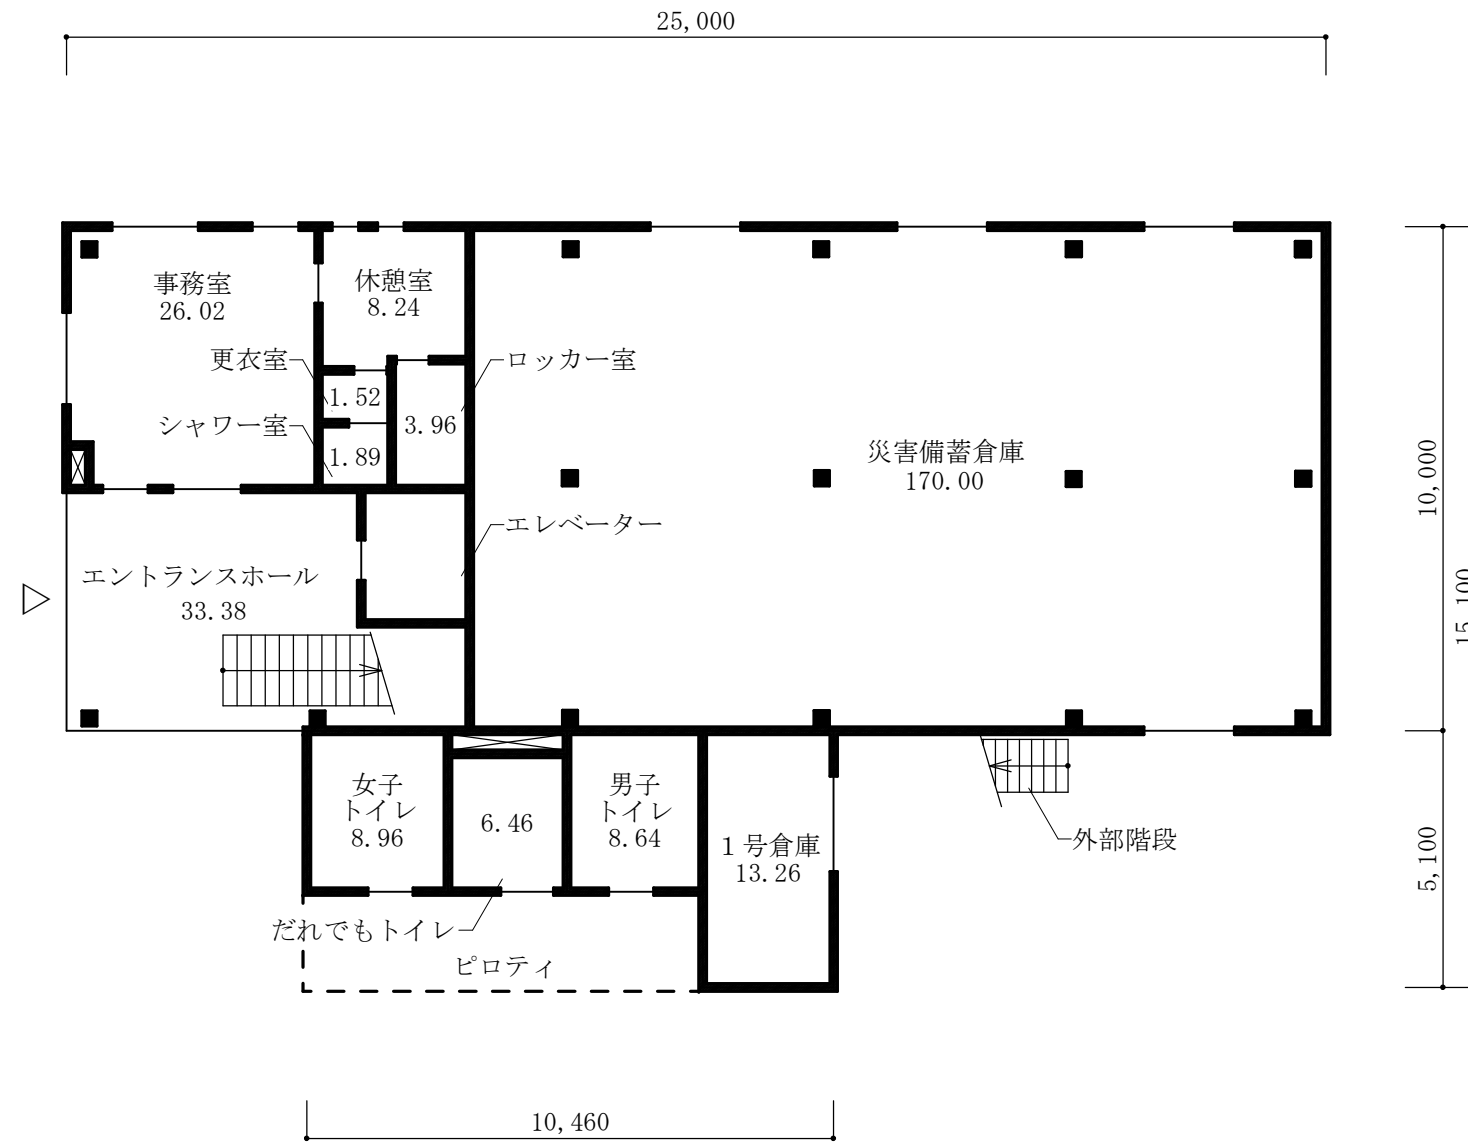 25,000
事務室
26.02
休憩室
8.24
更衣室
ロッカー室
1.52
3.96
シャワー室
1.89
災害備蓄倉庫
170.00
10,000
エレベーター
エントランスホール
33.38
15,100
女子
トイレ
8.96
6.46
男子
トイレ
8.64
1号倉庫
13.26
外部階段
5,100
だれでもトイレ
ピロティ
10,460